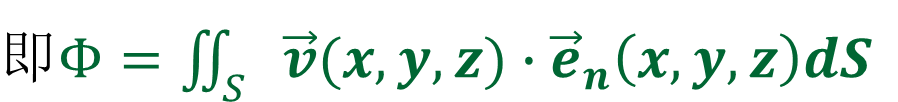 即Φ = ∬_S v⃗(x, y, z) · e⃗_n(x, y, z)dS